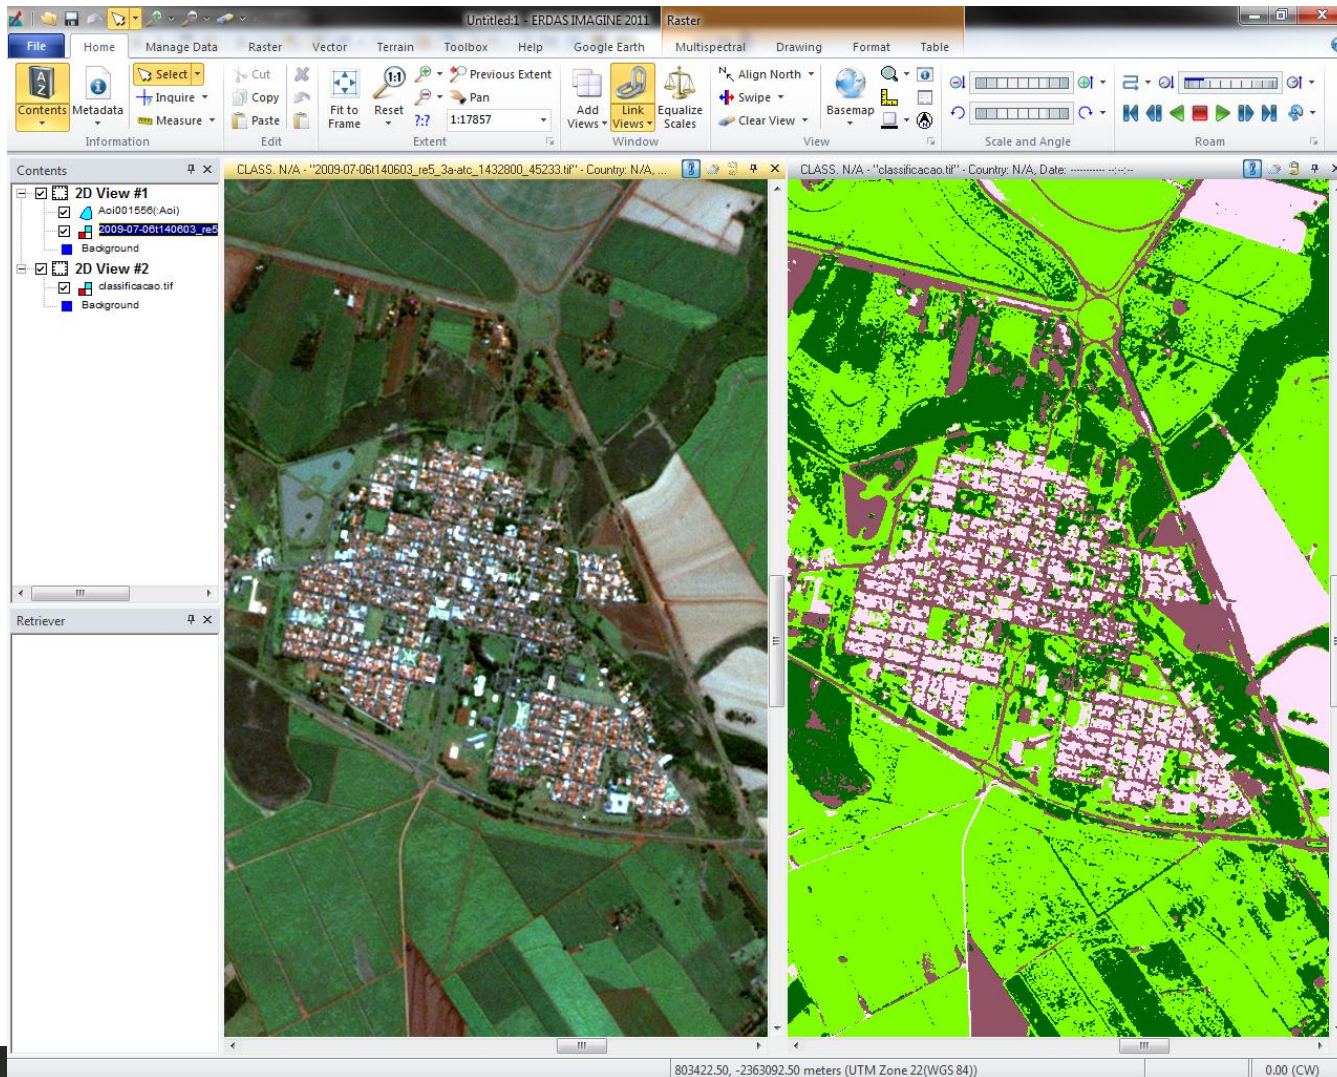 Untitled:1 - ERDAS IMAGINE 2011
Raster
File Home Manage Data Raster Vector Terrain Toolbox Help Google Earth Multispectral Drawing Format Table
Contents
Metadata
Select
Inquire
Measure
Information
Cut
Copy
Paste
Edit
Fit to Frame
1:1
Reset
?:?
Previous Extent
Pan
1:17857
Extent
Add Views
Link Views
Equalize Scales
Window
N
Align North
Swipe
Clear View
Basemap
View
Scale and Angle
Roam
Contents
2D View #1
Aoi001556(:Aoi)
2009-07-06t140603_re5
Background
2D View #2
classificacao.tif
Background
Retriever
CLASS. N/A - "2009-07-06t140603_re5_3a-atc_1432800_45233.tif" - Country: N/A, ...
CLASS. N/A - "classificacao.tif" - Country: N/A, Date: ----------- --:--:--
803422.50, -2363092.50 meters (UTM Zone 22(WGS 84))
0.00 (CW)